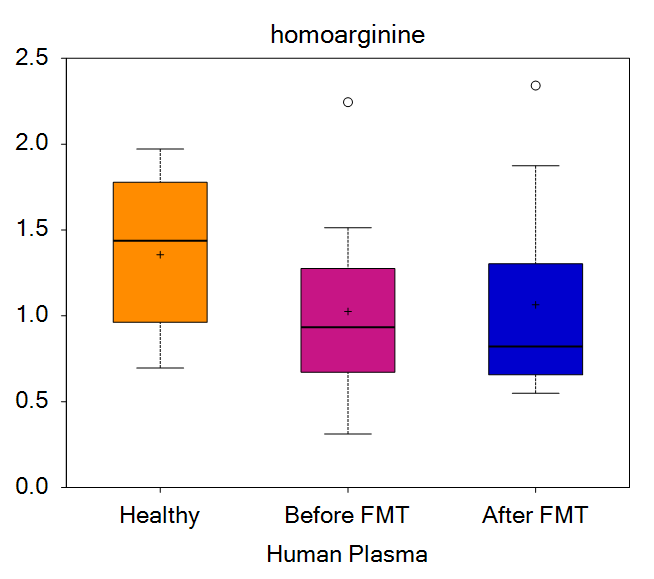 homoarginine
2.5
2.0
1.5
1.0
0.5
0.0
Healthy
Before FMT
After FMT
Human Plasma